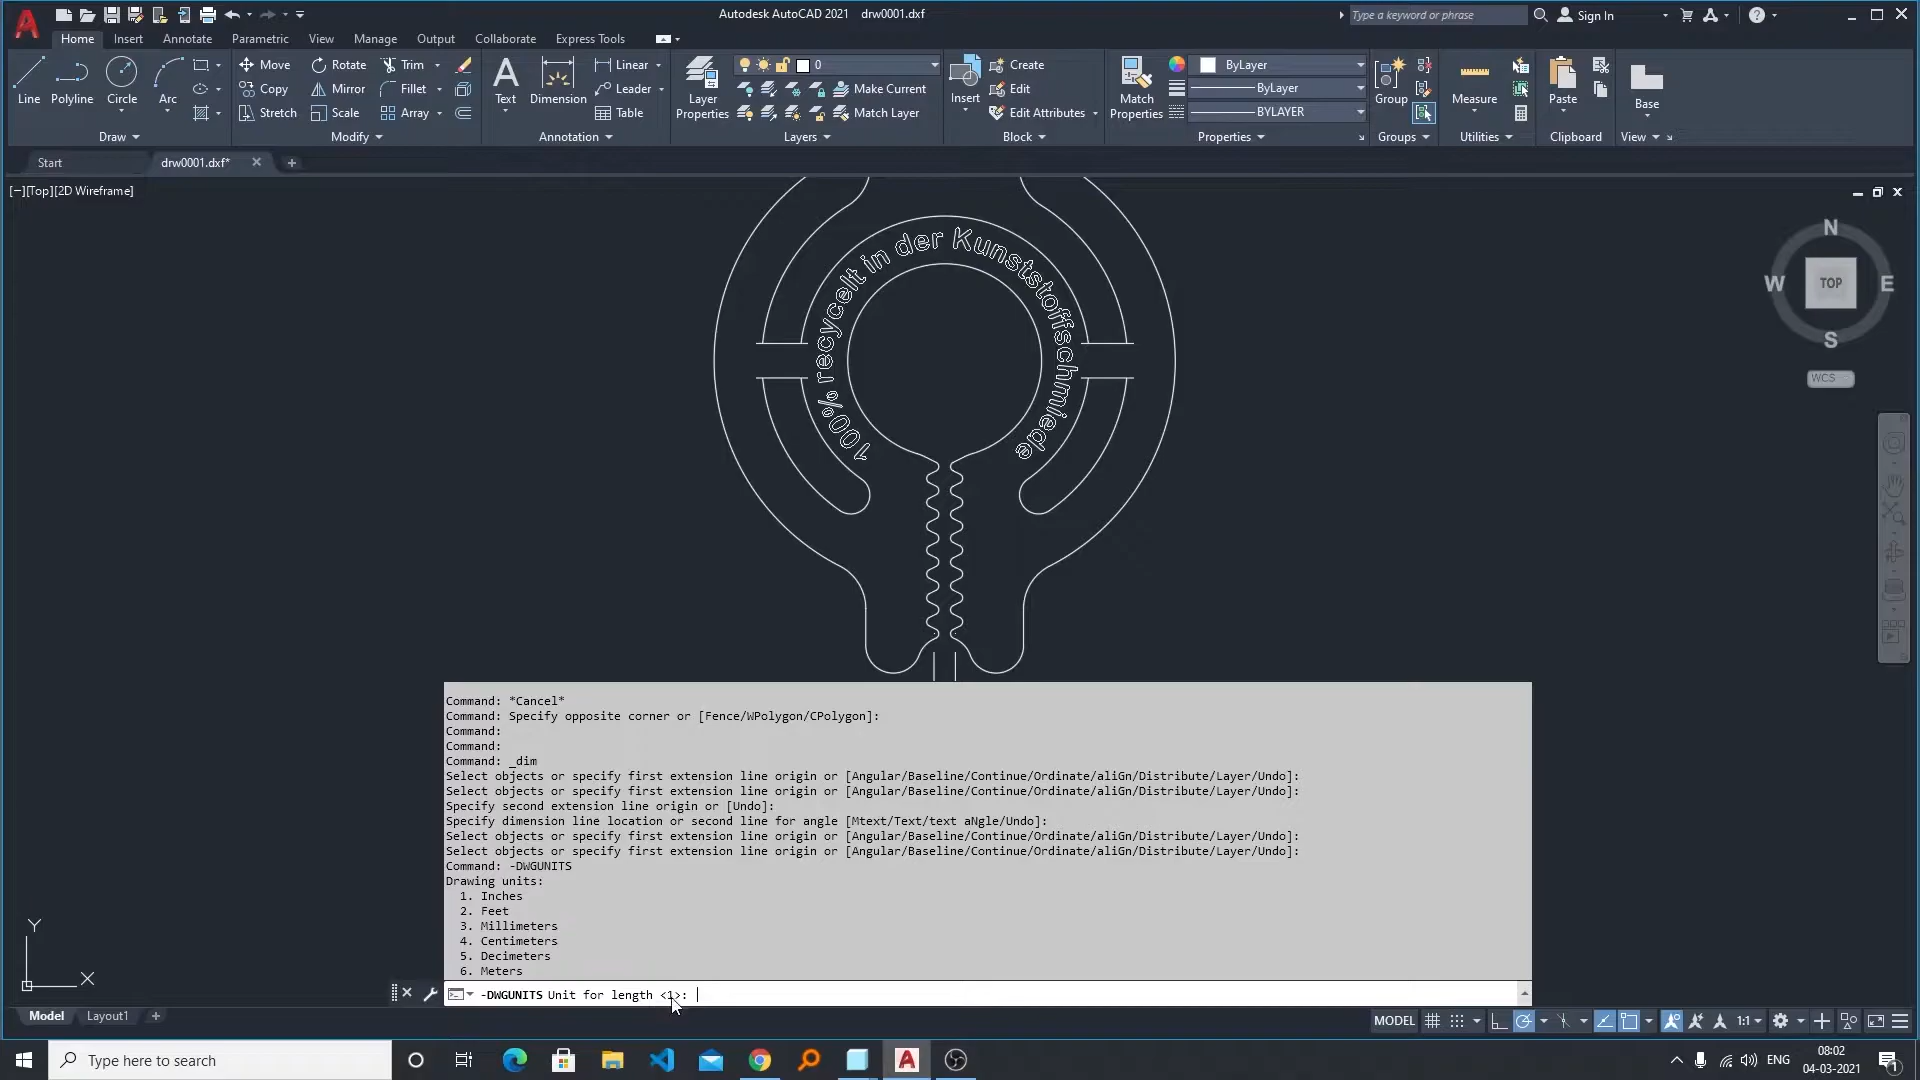 Autodesk AutoCAD 2021 drw0001.dxf
Type a keyword or phrase
Sign In
Home Insert Annotate Parametric View Manage Output Collaborate Express Tools
Line Polyline Circle Arc
Move Rotate Trim
Copy Mirror Fillet
Stretch Scale Array
Text Dimension
Linear
Leader
Table
Layer Properties
0
Make Current
Match Layer
Insert
Create
Edit
Edit Attributes
Match Properties
ByLayer
ByLayer
BYLAYER
Group
Measure
Paste
Base
Draw Modify Annotation Layers Block Properties Groups Utilities Clipboard View
Start drw0001.dxf*
[−][Top][2D Wireframe]
N
W TOP E
S
WCS
100% recycelt in der Kunststoffschmiede
Command: *Cancel*
Command: Specify opposite corner or [Fence/WPolygon/CPolygon]:
Command:
Command:
Command: _dim
Select objects or specify first extension line origin or [Angular/Baseline/Continue/Ordinate/aliGn/Distribute/Layer/Undo]:
Select objects or specify first extension line origin or [Angular/Baseline/Continue/Ordinate/aliGn/Distribute/Layer/Undo]:
Specify second extension line origin or [Undo]:
Specify dimension line location or second line for angle [Mtext/Text/text aNgle/Undo]:
Select objects or specify first extension line origin or [Angular/Baseline/Continue/Ordinate/aliGn/Distribute/Layer/Undo]:
Select objects or specify first extension line origin or [Angular/Baseline/Continue/Ordinate/aliGn/Distribute/Layer/Undo]:
Command: -DWGUNITS
Drawing units:
1. Inches
2. Feet
3. Millimeters
4. Centimeters
5. Decimeters
6. Meters
-DWGUNITS Unit for length <1>:
Y
X
Model Layout1
MODEL 1:1
Type here to search
ENG
08:02
04-03-2021
1